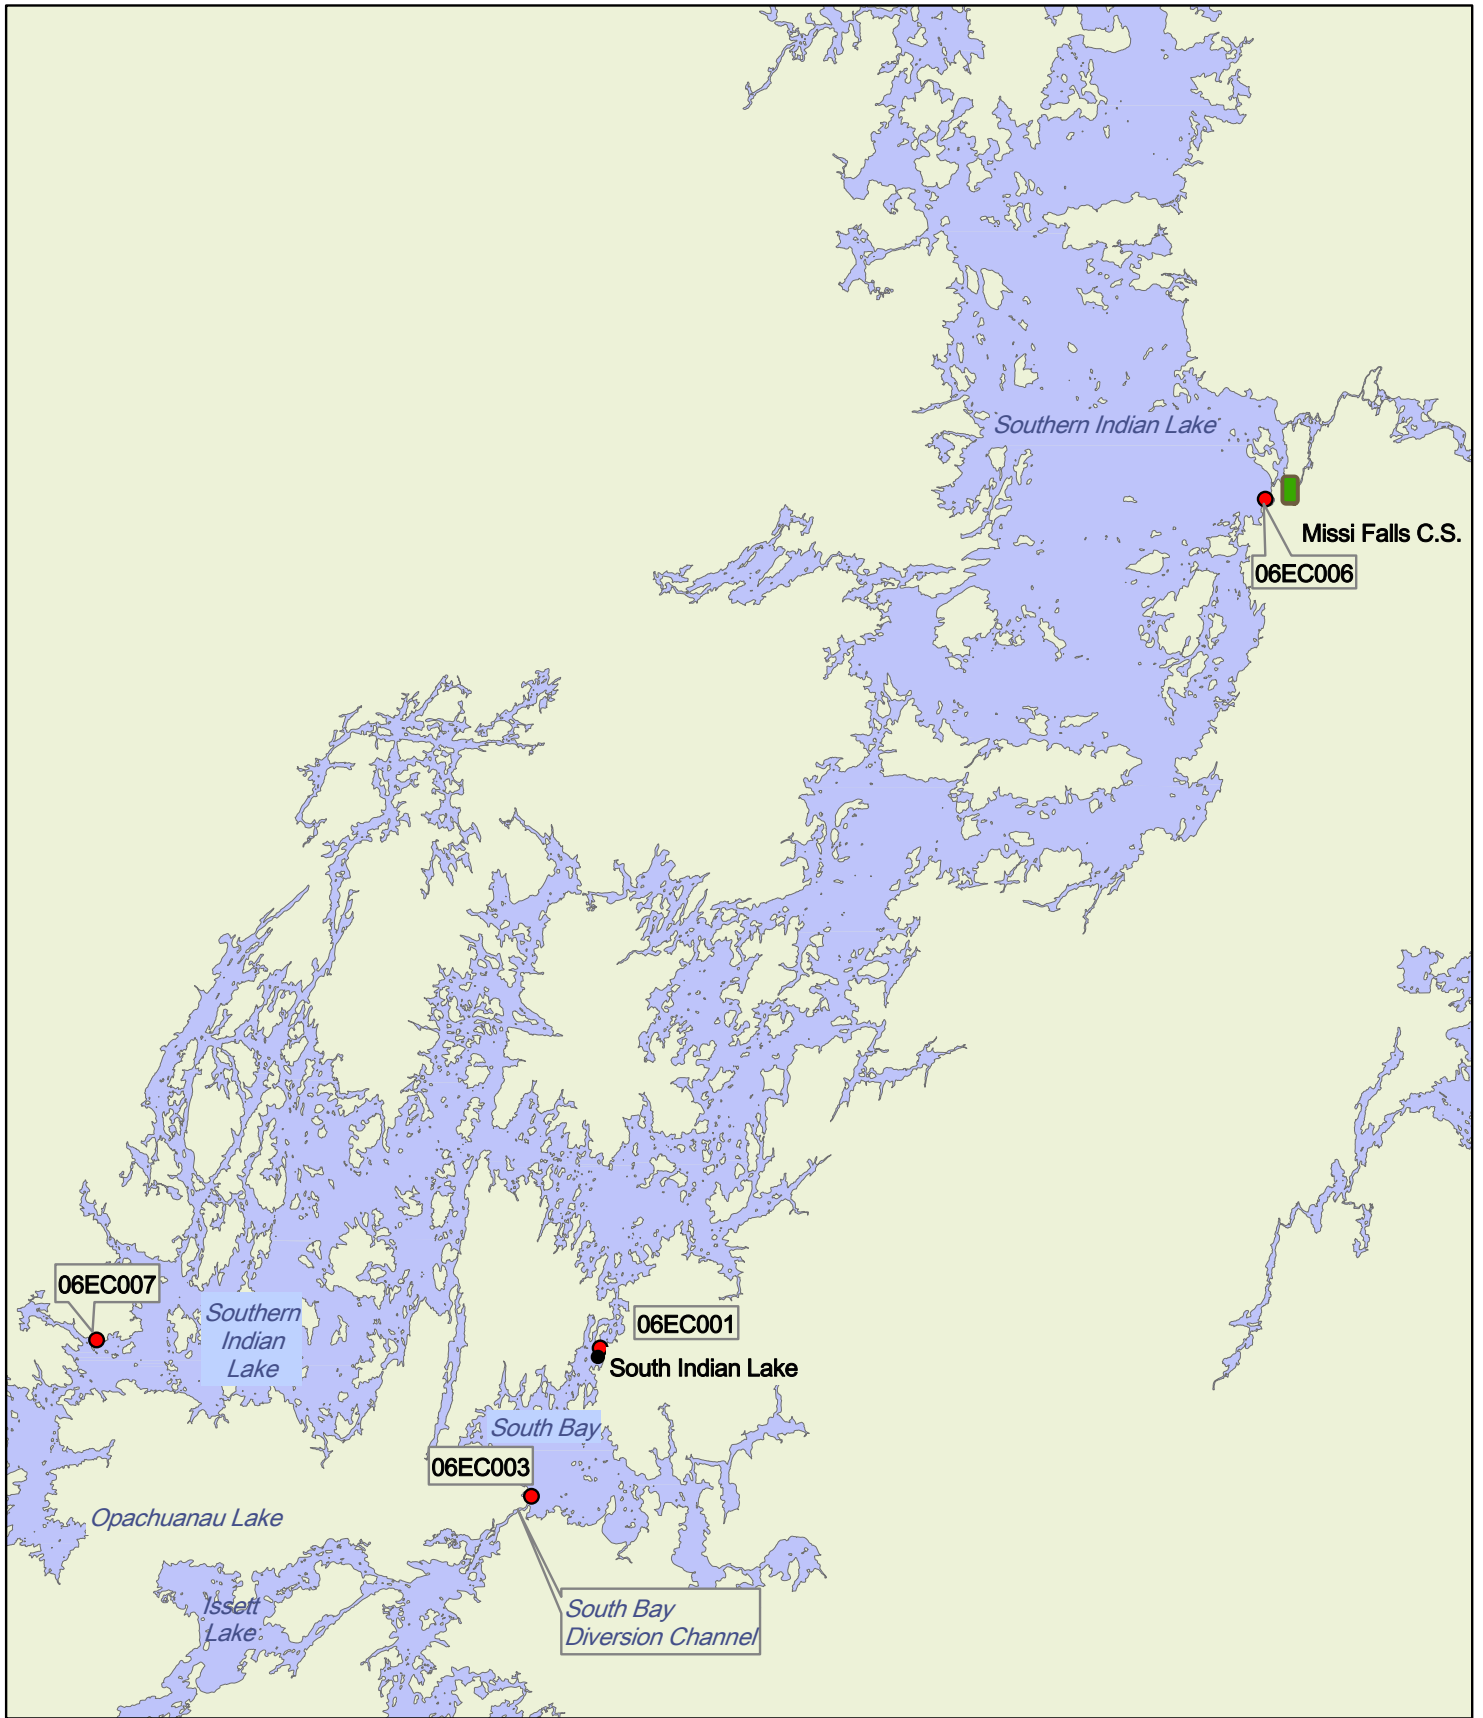 Southern Indian Lake
Missi Falls C.S.
06EC006
06EC007
Southern
Indian
Lake
06EC001
South Indian Lake
South Bay
06EC003
Opachuanau Lake
Issett
Lake
South Bay
Diversion Channel